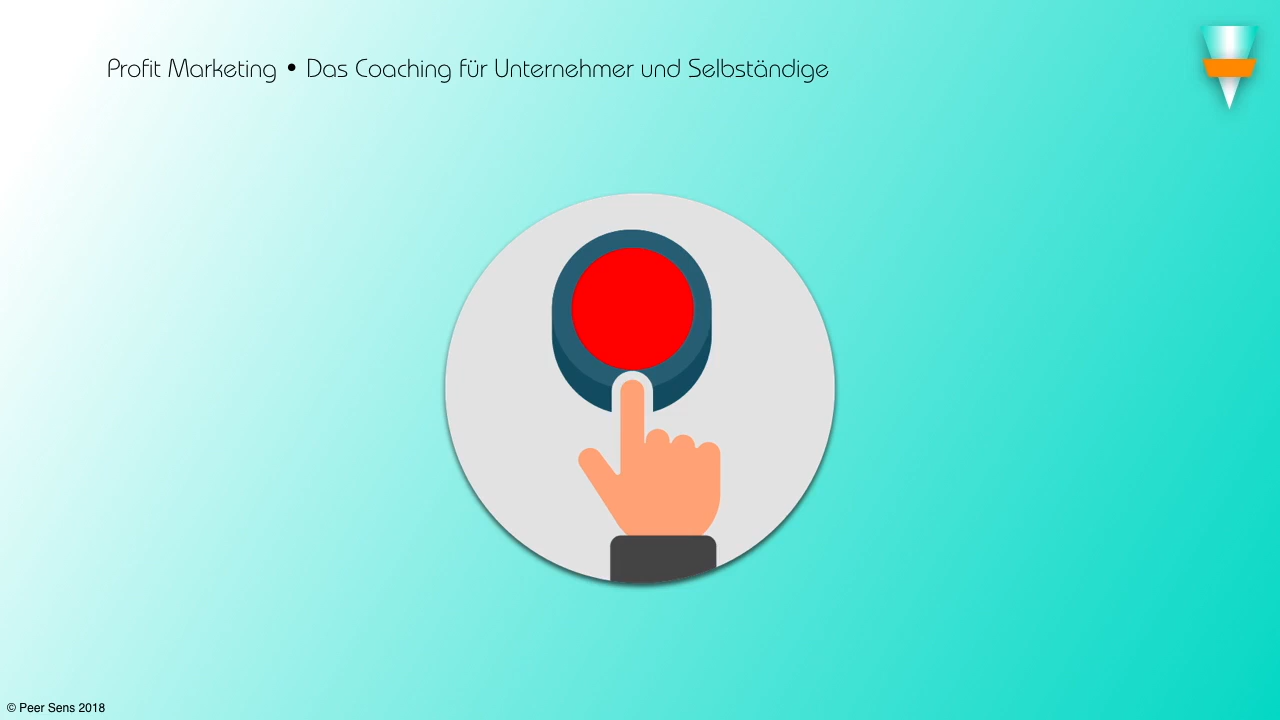 Profit Marketing • Das Coaching für Unternehmer und Selbständige
© Peer Sens 2018